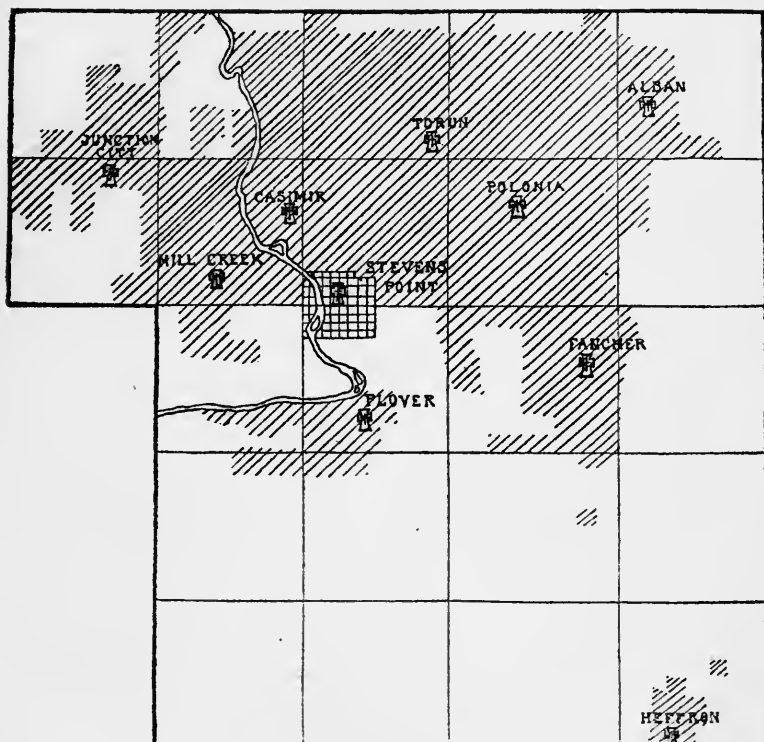 ALBAN
TORUN
JUNCTION
CITY
POLONIA
CASIMIR
MILL CREEK
STEVENS
POINT
FANCHER
PLOVER
HEFFRON